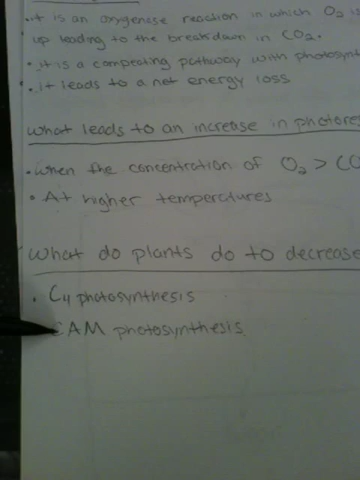 . it is an oxygenase reaction in which O2 is
up leading to the breakdown in CO2.
. it is a competing pathway with photosynt
. it leads to a net energy loss
what leads to an increase in photores
. when the concentration of O2 > CO
. At higher temperatures
what do plants do to decrease
. C4 photosynthesis
CAM photosynthesis.